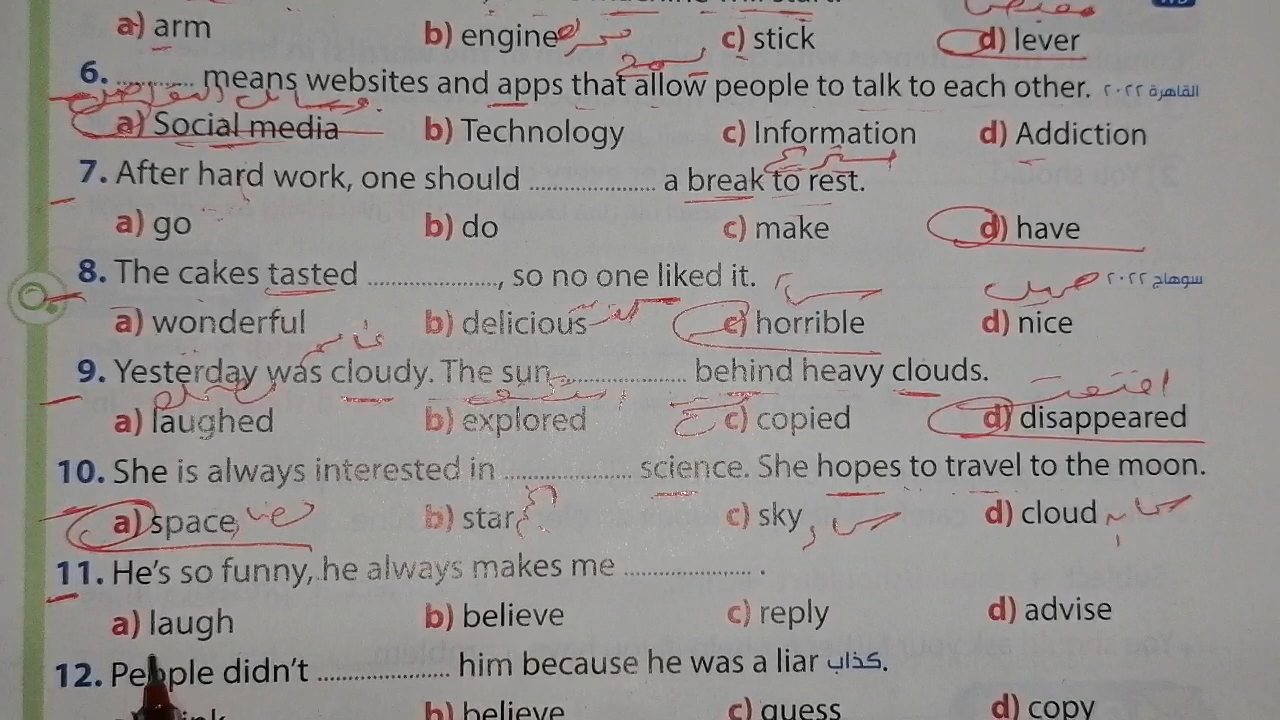 a) arm b) engine c) stick d) lever
6. .......... means websites and apps that allow people to talk to each other. القاهرة ٢٠٢٢
a) Social media b) Technology c) Information d) Addiction
7. After hard work, one should .................... a break to rest.
a) go b) do c) make d) have
8. The cakes tasted ...................., so no one liked it. سوهاج ٢٠٢٢
a) wonderful b) delicious c) horrible d) nice
9. Yesterday was cloudy. The sun .................... behind heavy clouds.
a) laughed b) explored c) copied d) disappeared
10. She is always interested in .................... science. She hopes to travel to the moon.
a) space b) star c) sky d) cloud
11. He's so funny, he always makes me .................... .
a) laugh b) believe c) reply d) advise
12. People didn't .................... him because he was a liar كذاب.
b) believe c) guess d) copy